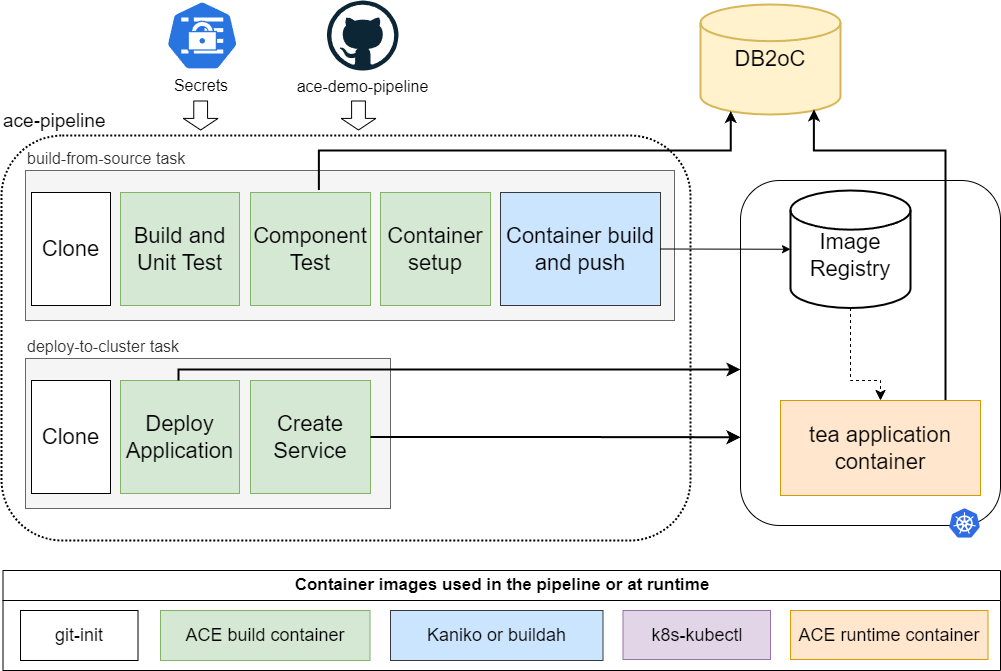 Secrets
ace-demo-pipeline
DB2oC
ace-pipeline
build-from-source task
Clone
Build and
Unit Test
Component
Test
Container
setup
Container build
and push
Image
Registry
deploy-to-cluster task
Clone
Deploy
Application
Create
Service
tea application
container
Container images used in the pipeline or at runtime
git-init
ACE build container
Kaniko or buildah
k8s-kubectl
ACE runtime container